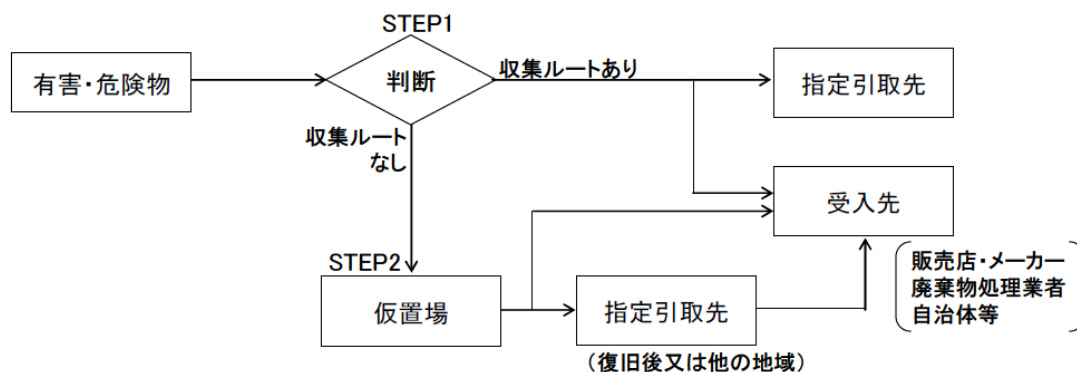 STEP1
有害・危険物
判断
収集ルートあり
指定引取先
収集ルート
なし
受入先
STEP2
仮置場
指定引取先
(復旧後又は他の地域)
販売店・メーカー
廃棄物処理業者
自治体等